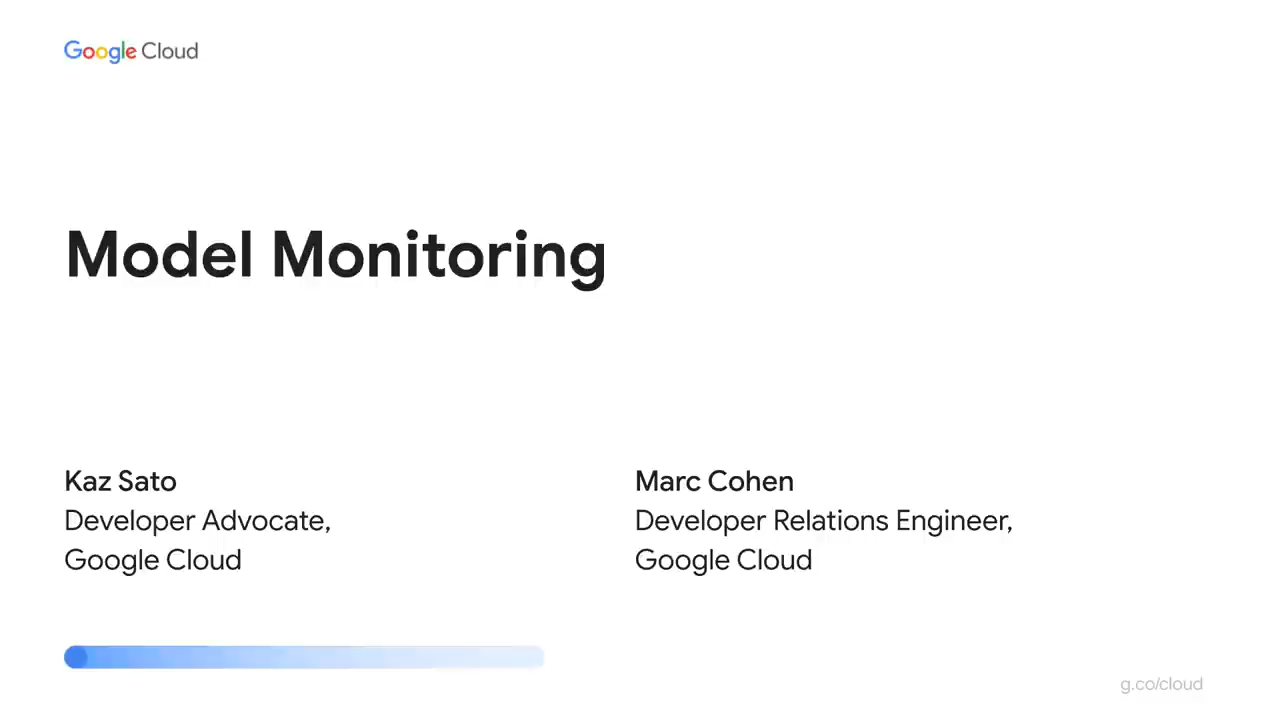 Google Cloud
Model Monitoring
Kaz Sato
Developer Advocate,
Google Cloud
Marc Cohen
Developer Relations Engineer,
Google Cloud
g.co/cloud